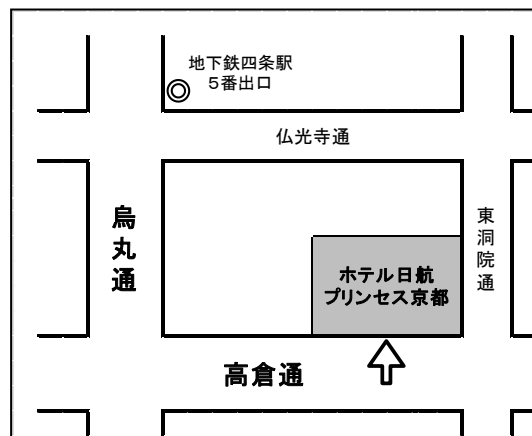 地下鉄四条駅
5番出口
仏光寺通
烏丸通
東洞院通
ホテル日航
プリンセス京都
高倉通